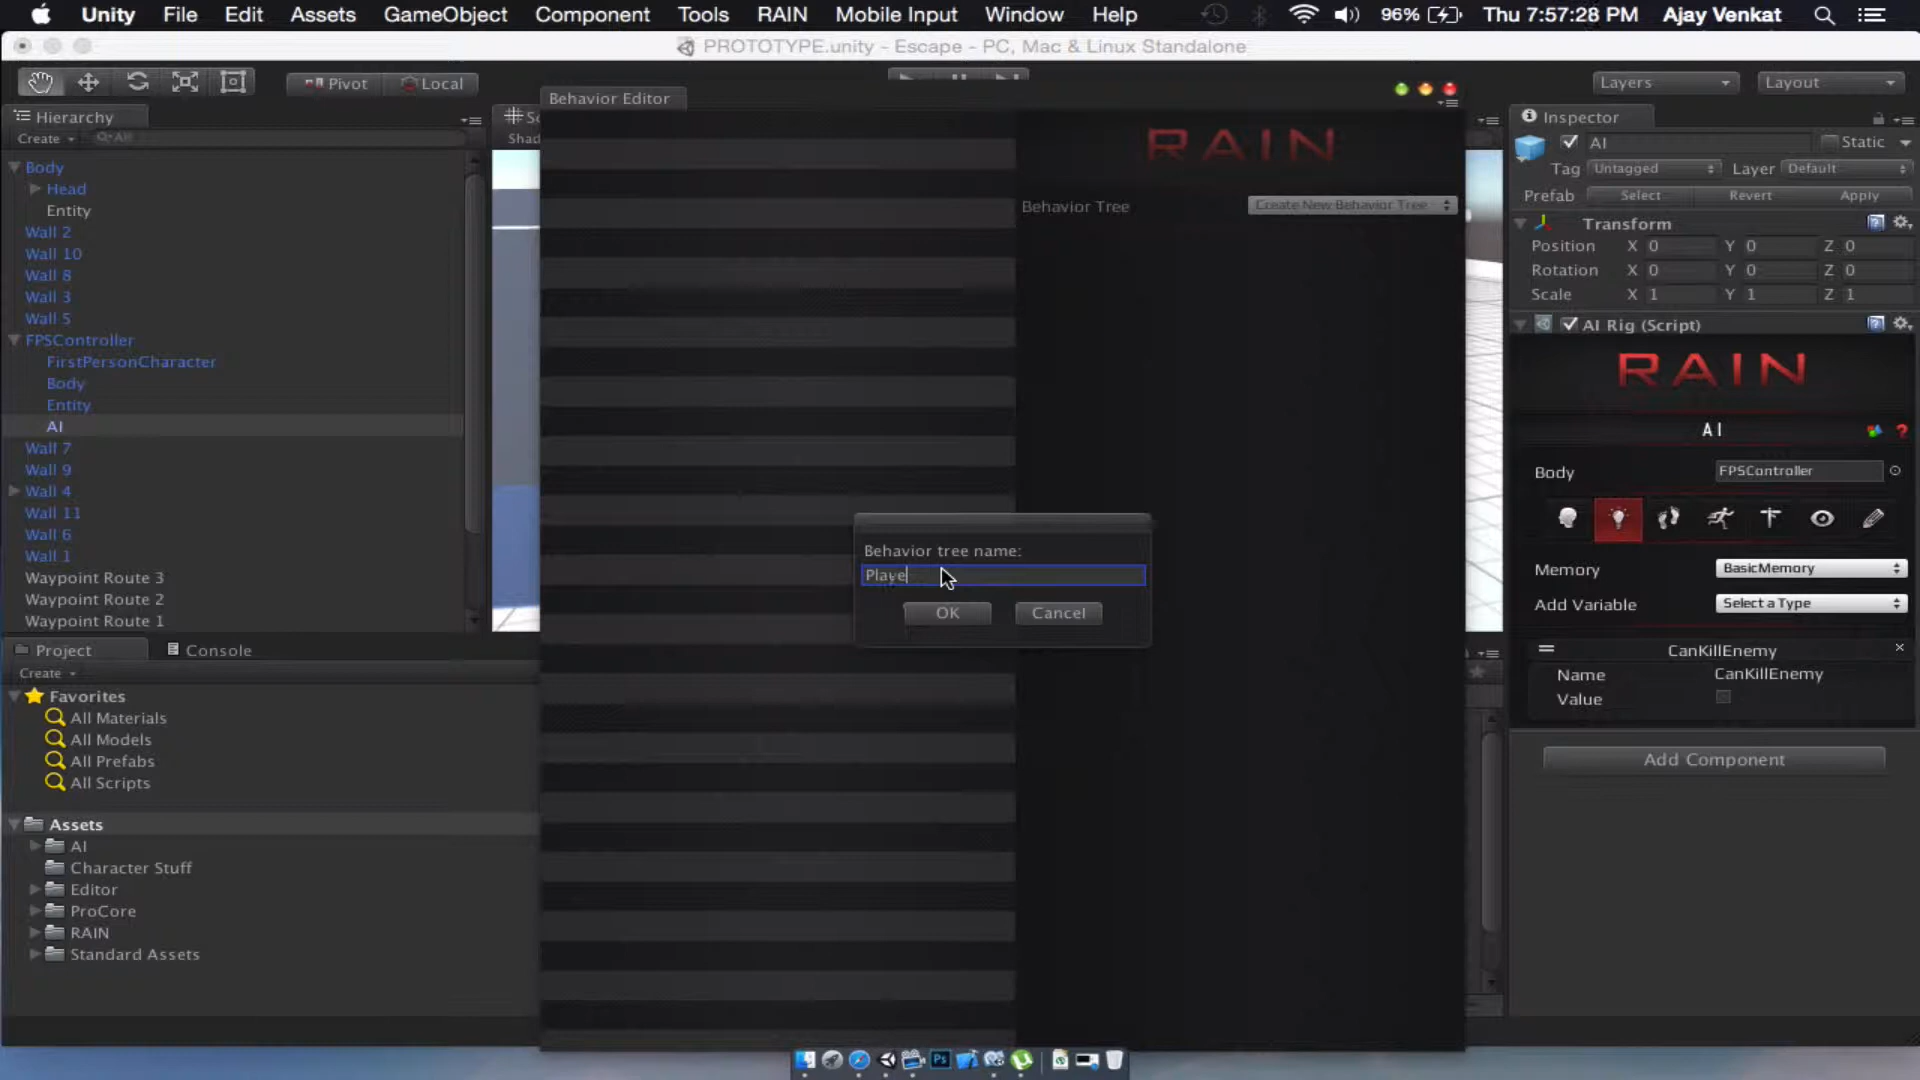 Unity File Edit Assets GameObject Component Tools RAIN Mobile Input Window Help 96% Thu 7:57:28 PM Ajay Venkat
PROTOTYPE.unity - Escape - PC, Mac & Linux Standalone
Pivot Local Layers Layout
Hierarchy
Create All
Body
Head
Entity
Wall 2
Wall 10
Wall 8
Wall 3
Wall 5
FPSController
FirstPersonCharacter
Body
Entity
AI
Wall 7
Wall 9
Wall 4
Wall 11
Wall 6
Wall 1
Waypoint Route 3
Waypoint Route 2
Waypoint Route 1
Project Console
Create
Favorites
All Materials
All Models
All Prefabs
All Scripts
Assets
AI
Character Stuff
Editor
ProCore
RAIN
Standard Assets
Shad
Behavior Editor
RAIN
Behavior Tree Create New Behavior Tree
Behavior tree name:
Playe
OK Cancel
Inspector
AI Static
Tag Untagged Layer Default
Prefab Select Revert Apply
Transform
Position X 0 Y 0 Z 0
Rotation X 0 Y 0 Z 0
Scale X 1 Y 1 Z 1
AI Rig (Script)
RAIN
AI
?
Body FPSController
Memory BasicMemory
Add Variable Select a Type
CanKillEnemy
Name CanKillEnemy
Value
Add Component
Ps